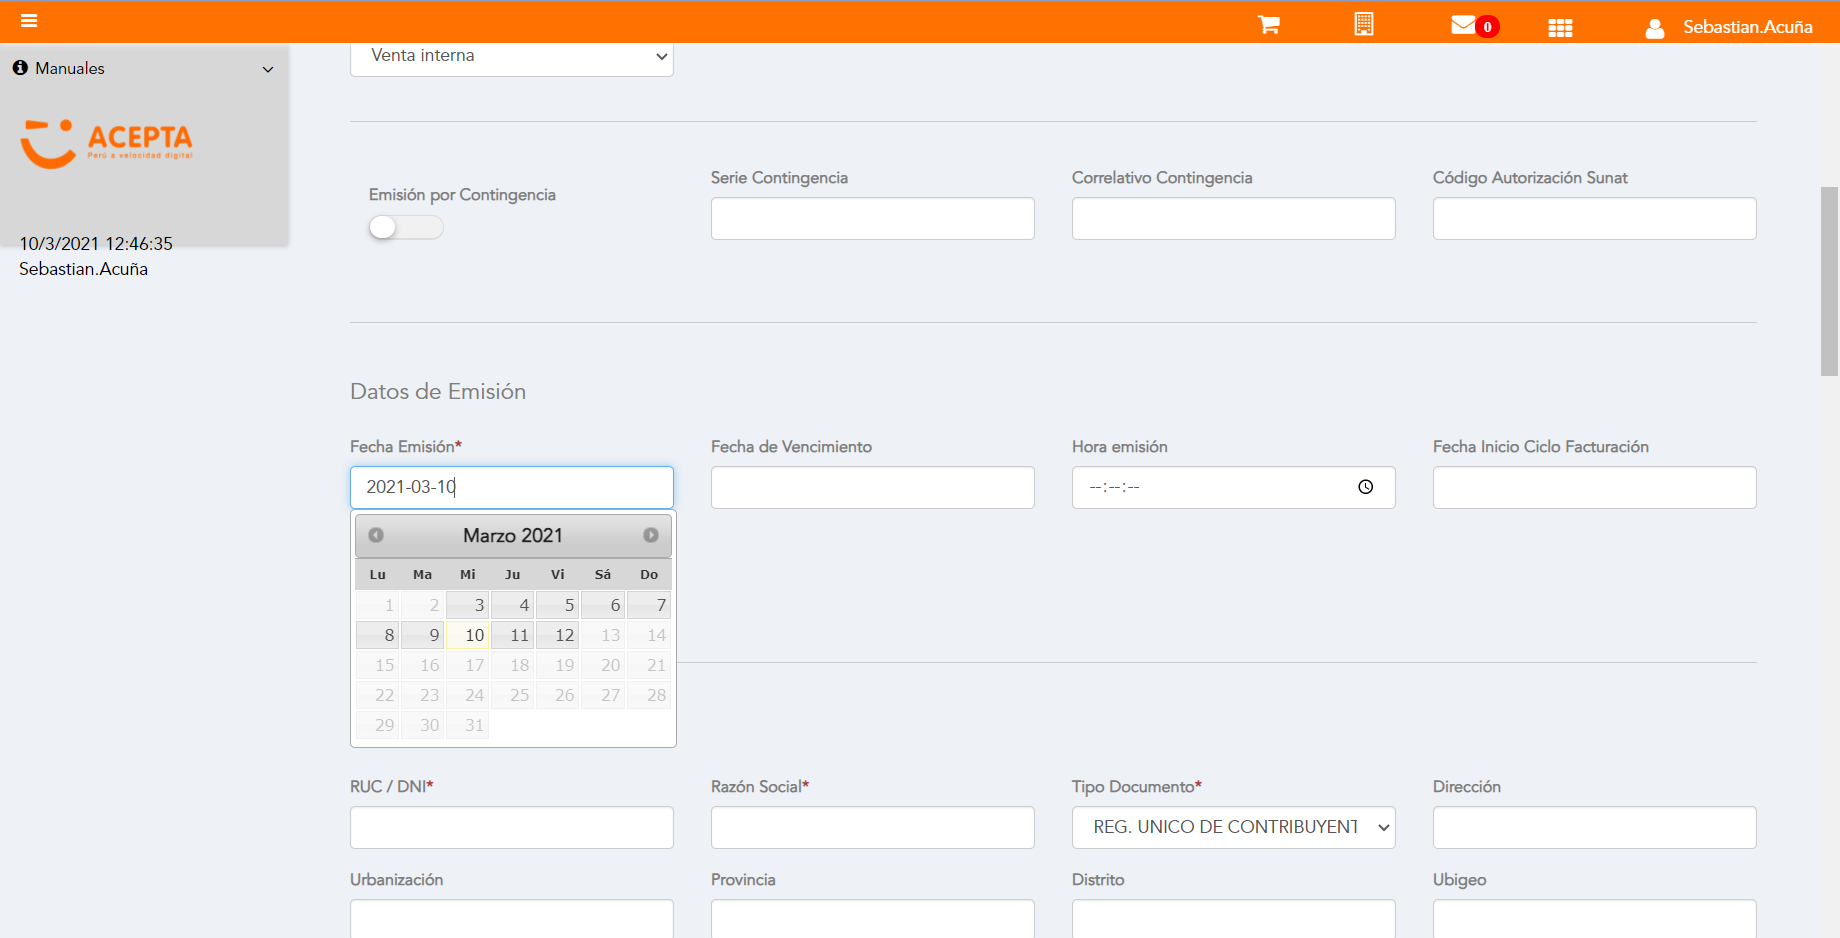 0
Sebastian.Acuña
Manuales
Venta interna
ACEPTA
Perú a velocidad digital
Emisión por Contingencia
Serie Contingencia
Correlativo Contingencia
Código Autorización Sunat
10/3/2021 12:46:35
Sebastian.Acuña
Datos de Emisión
Fecha Emisión*
Fecha de Vencimiento
Hora emisión
Fecha Inicio Ciclo Facturación
2021-03-10
--:--:--
Marzo 2021
Lu Ma Mi Ju Vi Sá Do
1 2 3 4 5 6 7
8 9 10 11 12 13 14
15 16 17 18 19 20 21
22 23 24 25 26 27 28
29 30 31
RUC / DNI*
Razón Social*
Tipo Documento*
Dirección
REG. UNICO DE CONTRIBUYENT
Urbanización
Provincia
Distrito
Ubigeo